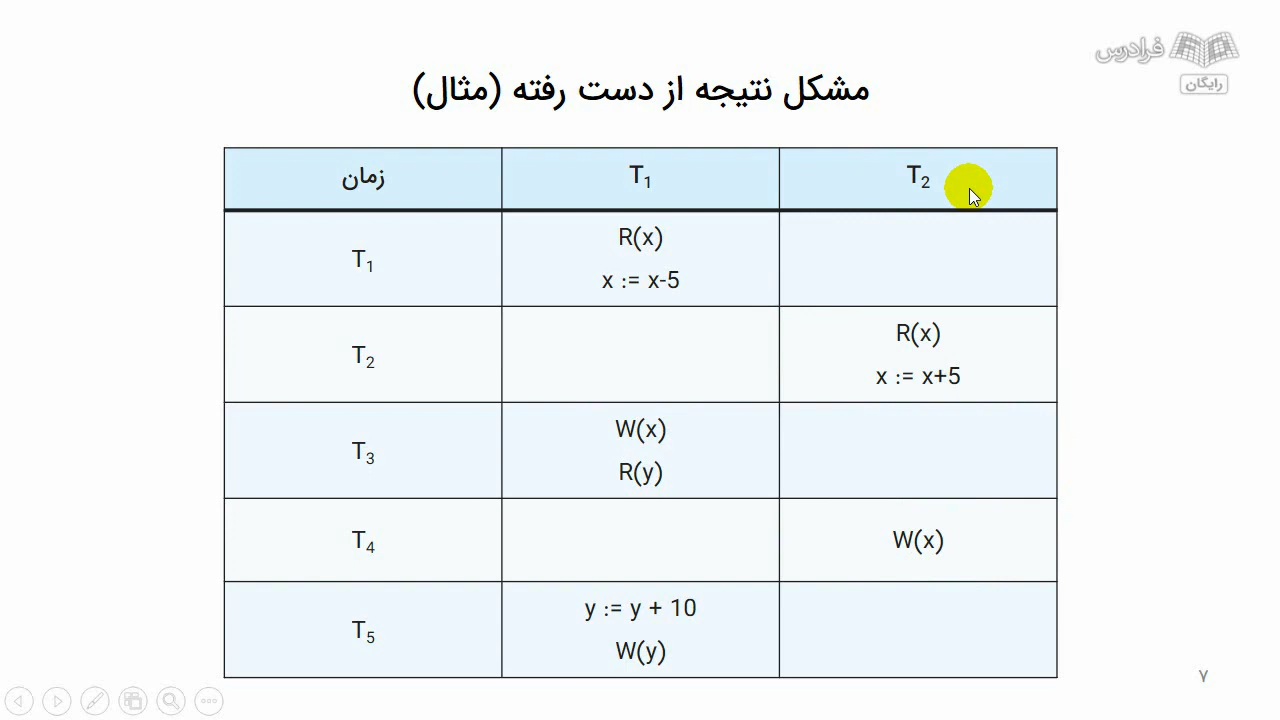 فرادرس
رایگان
مشکل نتیجه از دست رفته (مثال)
زمان T₁ T₂
T₁ R(x)
x := x-5
T₂ R(x)
x := x+5
T₃ W(x)
R(y)
T₄ W(x)
T₅ y := y + 10
W(y)
۷